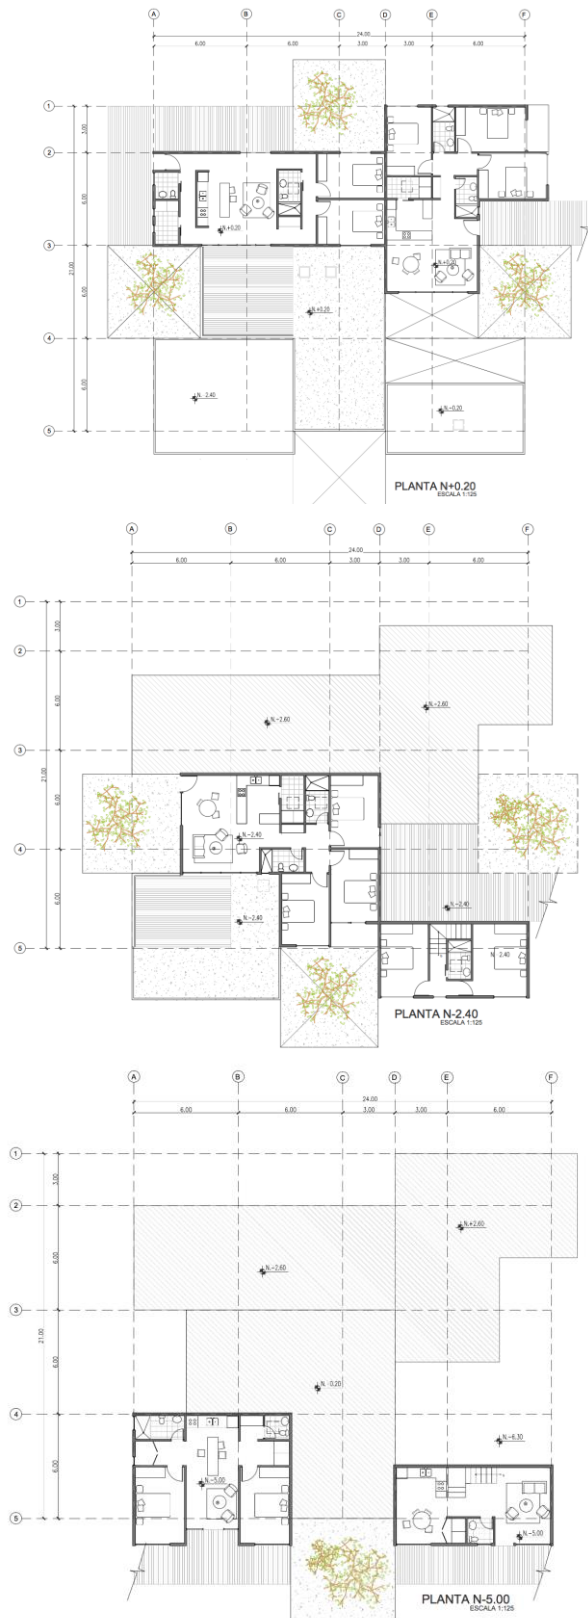 A B C D E F
24.00
6.00 6.00 3.00 3.00 6.00
1
3.00
2
6.00
N.+0.20
N.+0.20
3
21.00
6.00
N.+0.20
4
6.00
N.-2.40
N.-0.20
5
PLANTA N+0.20
ESCALA 1:125
A B C D E F
24.00
6.00 6.00 3.00 3.00 6.00
1
3.00
2
6.00
N.-2.60
N.-2.60
3
21.00
6.00
N.-2.40
4
6.00
N.-2.40
N.-2.40
5
N.-2.40
PLANTA N-2.40
ESCALA 1:125
A B C D E F
24.00
6.00 6.00 3.00 3.00 6.00
1
3.00
2
N.+2.60
6.00
N.-2.60
3
21.00
6.00
N.-0.20
4
N.-6.30
6.00
N.-5.00
5
N.-5.00
PLANTA N-5.00
ESCALA 1:125